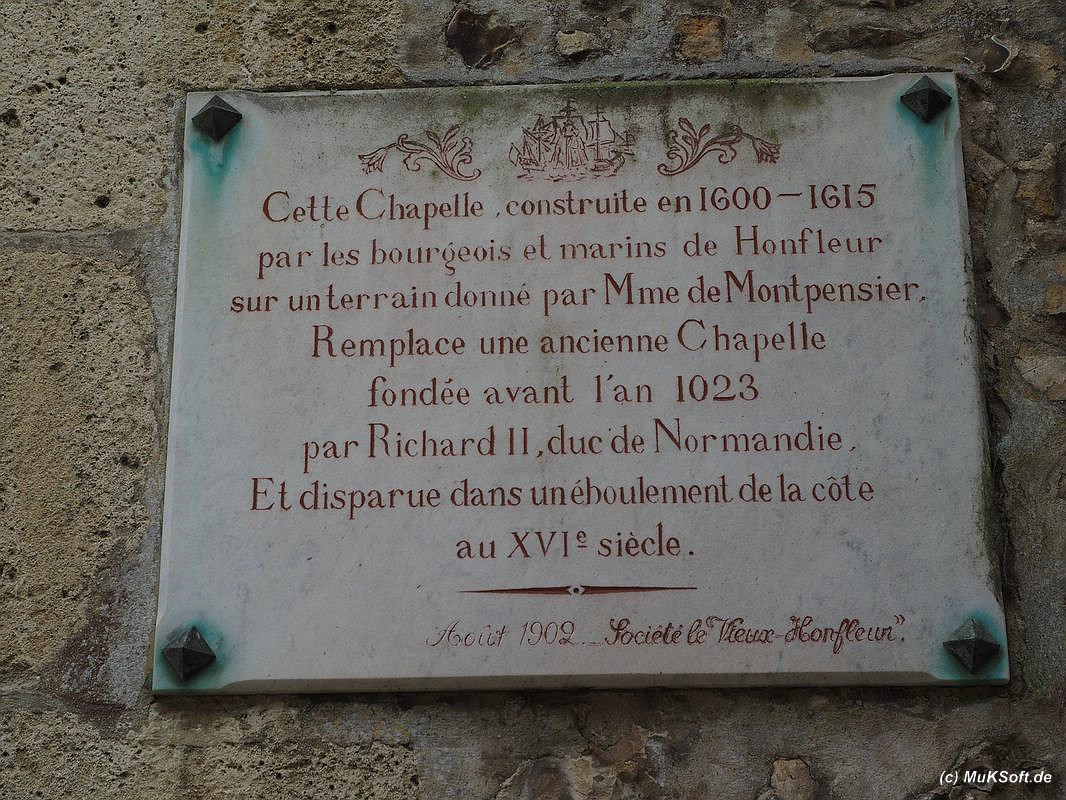 Cette Chapelle, construite en 1600-1615
par les bourgeois et marins de Honfleur
sur un terrain donné par Mme de Montpensier,
Remplace une ancienne Chapelle
fondée avant l'an 1023
par Richard II, duc de Normandie,
Et disparue dans un éboulement de la côte
au XVIe siècle.
Août 1902 _ Société le "Vieux-Honfleur".
(c) MuKSoft.de